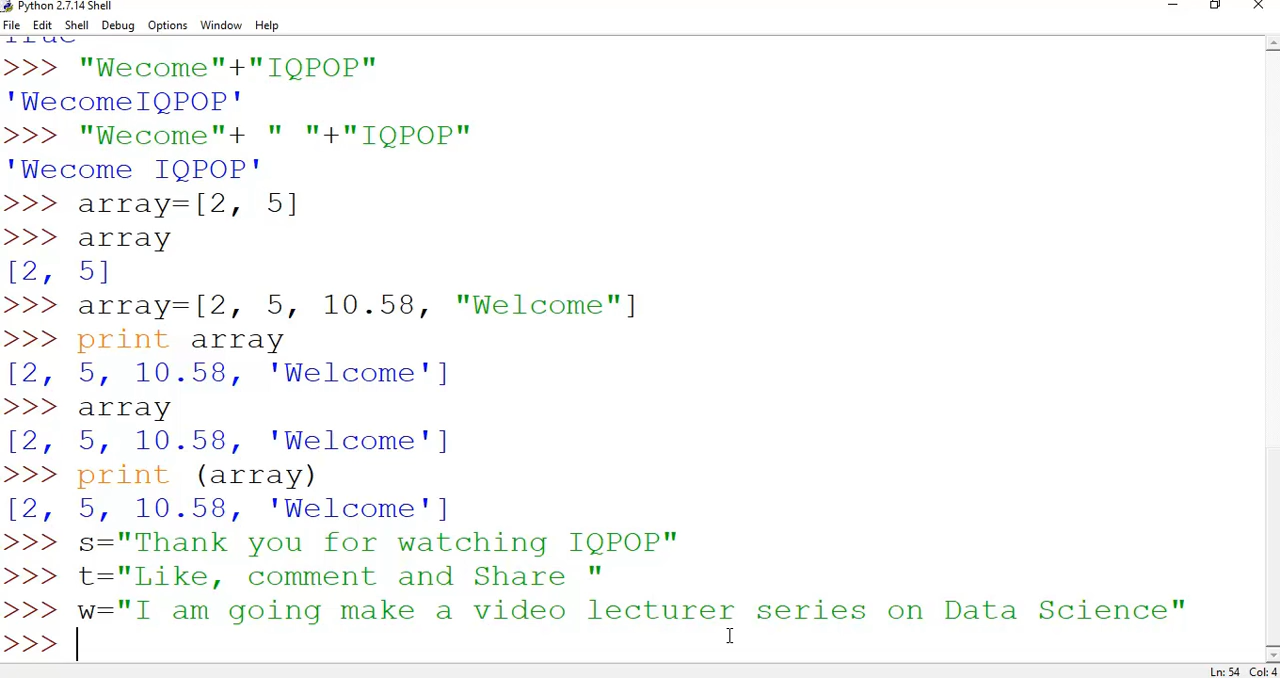 Python 2.7.14 Shell
File Edit Shell Debug Options Window Help
True
>>> "Wecome"+"IQPOP"
'WecomeIQPOP'
>>> "Wecome"+ " "+"IQPOP"
'Wecome IQPOP'
>>> array=[2, 5]
>>> array
[2, 5]
>>> array=[2, 5, 10.58, "Welcome"]
>>> print array
[2, 5, 10.58, 'Welcome']
>>> array
[2, 5, 10.58, 'Welcome']
>>> print (array)
[2, 5, 10.58, 'Welcome']
>>> s="Thank you for watching IQPOP"
>>> t="Like, comment and Share "
>>> w="I am going make a video lecturer series on Data Science"
>>>
Ln: 54 Col: 4